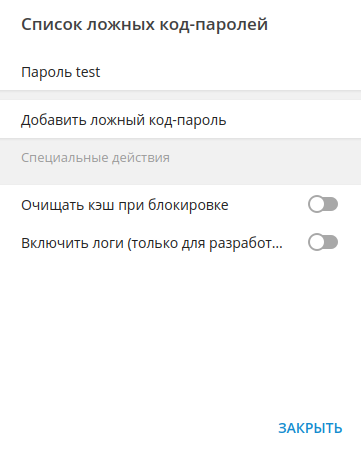 Список ложных код-паролей
Пароль test
Добавить ложный код-пароль
Специальные действия
Очищать кэш при блокировке
Включить логи (только для разработ...
ЗАКРЫТЬ